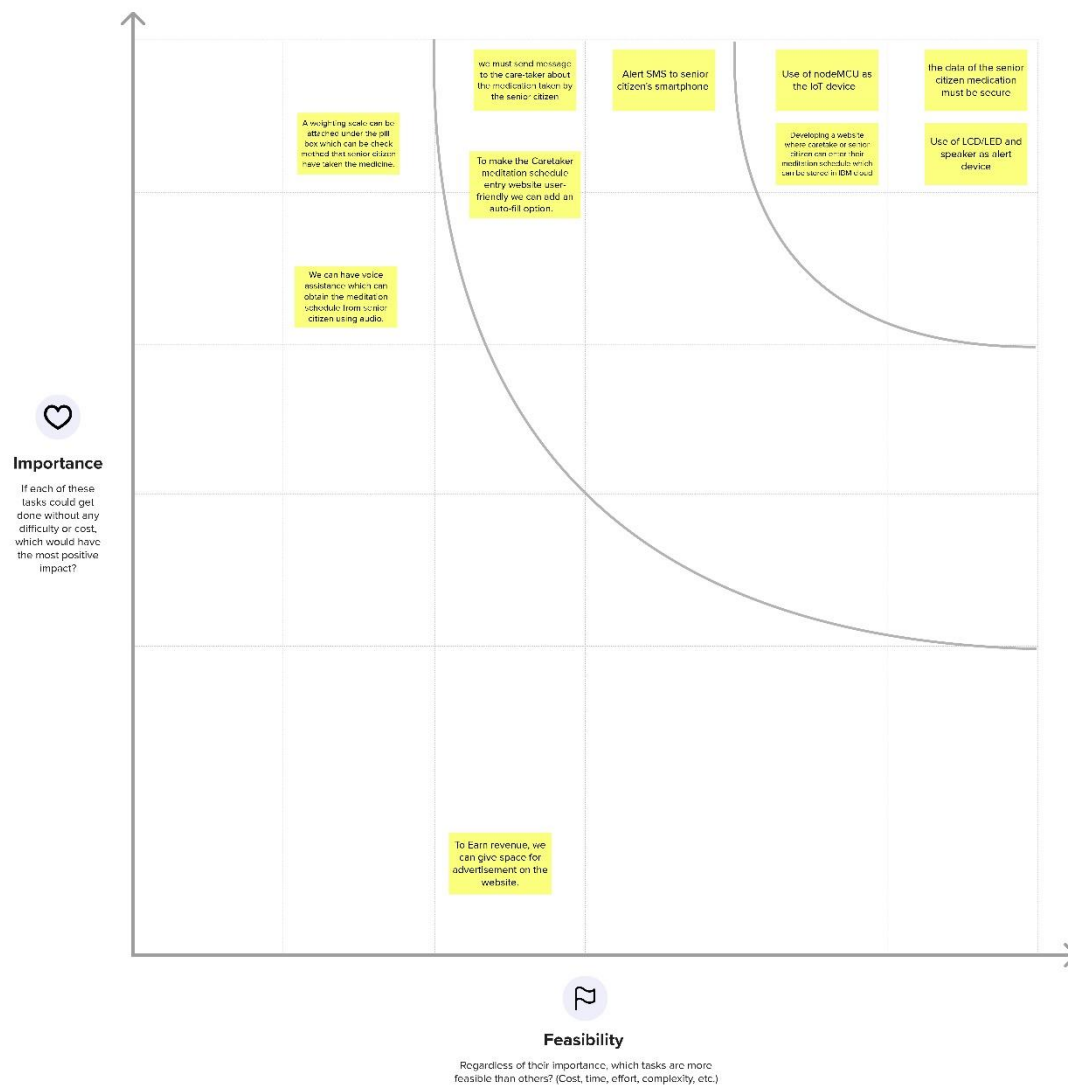 we must send message
to the care-taker about
the medication taken by
the senior citizen
Alert SMS to senior
citizen's smartphone
Use of nodeMCU as
the IoT device
the data of the senior
citizen medication
must be secure
A weighting scale can be
attached under the pill
box which can be check
method that senior citizen
have taken the medicine.
To make the Caretaker
meditation schedule
entry website user-
friendly we can add an
auto-fill option.
Developing a website
where caretake or senior
citizen can enter their
meditation schedule which
can be stored in IBM cloud
Use of LCD/LED and
speaker as alert
device
We can have voice
assistance which can
obtain the meditation
schedule from senior
citizen using audio.
Importance
If each of these
tasks could get
done without any
difficulty or cost,
which would have
the most positive
impact?
To Earn revenue, we
can give space for
advertisement on the
website.
Feasibility
Regardless of their importance, which tasks are more
feasible than others? (Cost, time, effort, complexity, etc.)